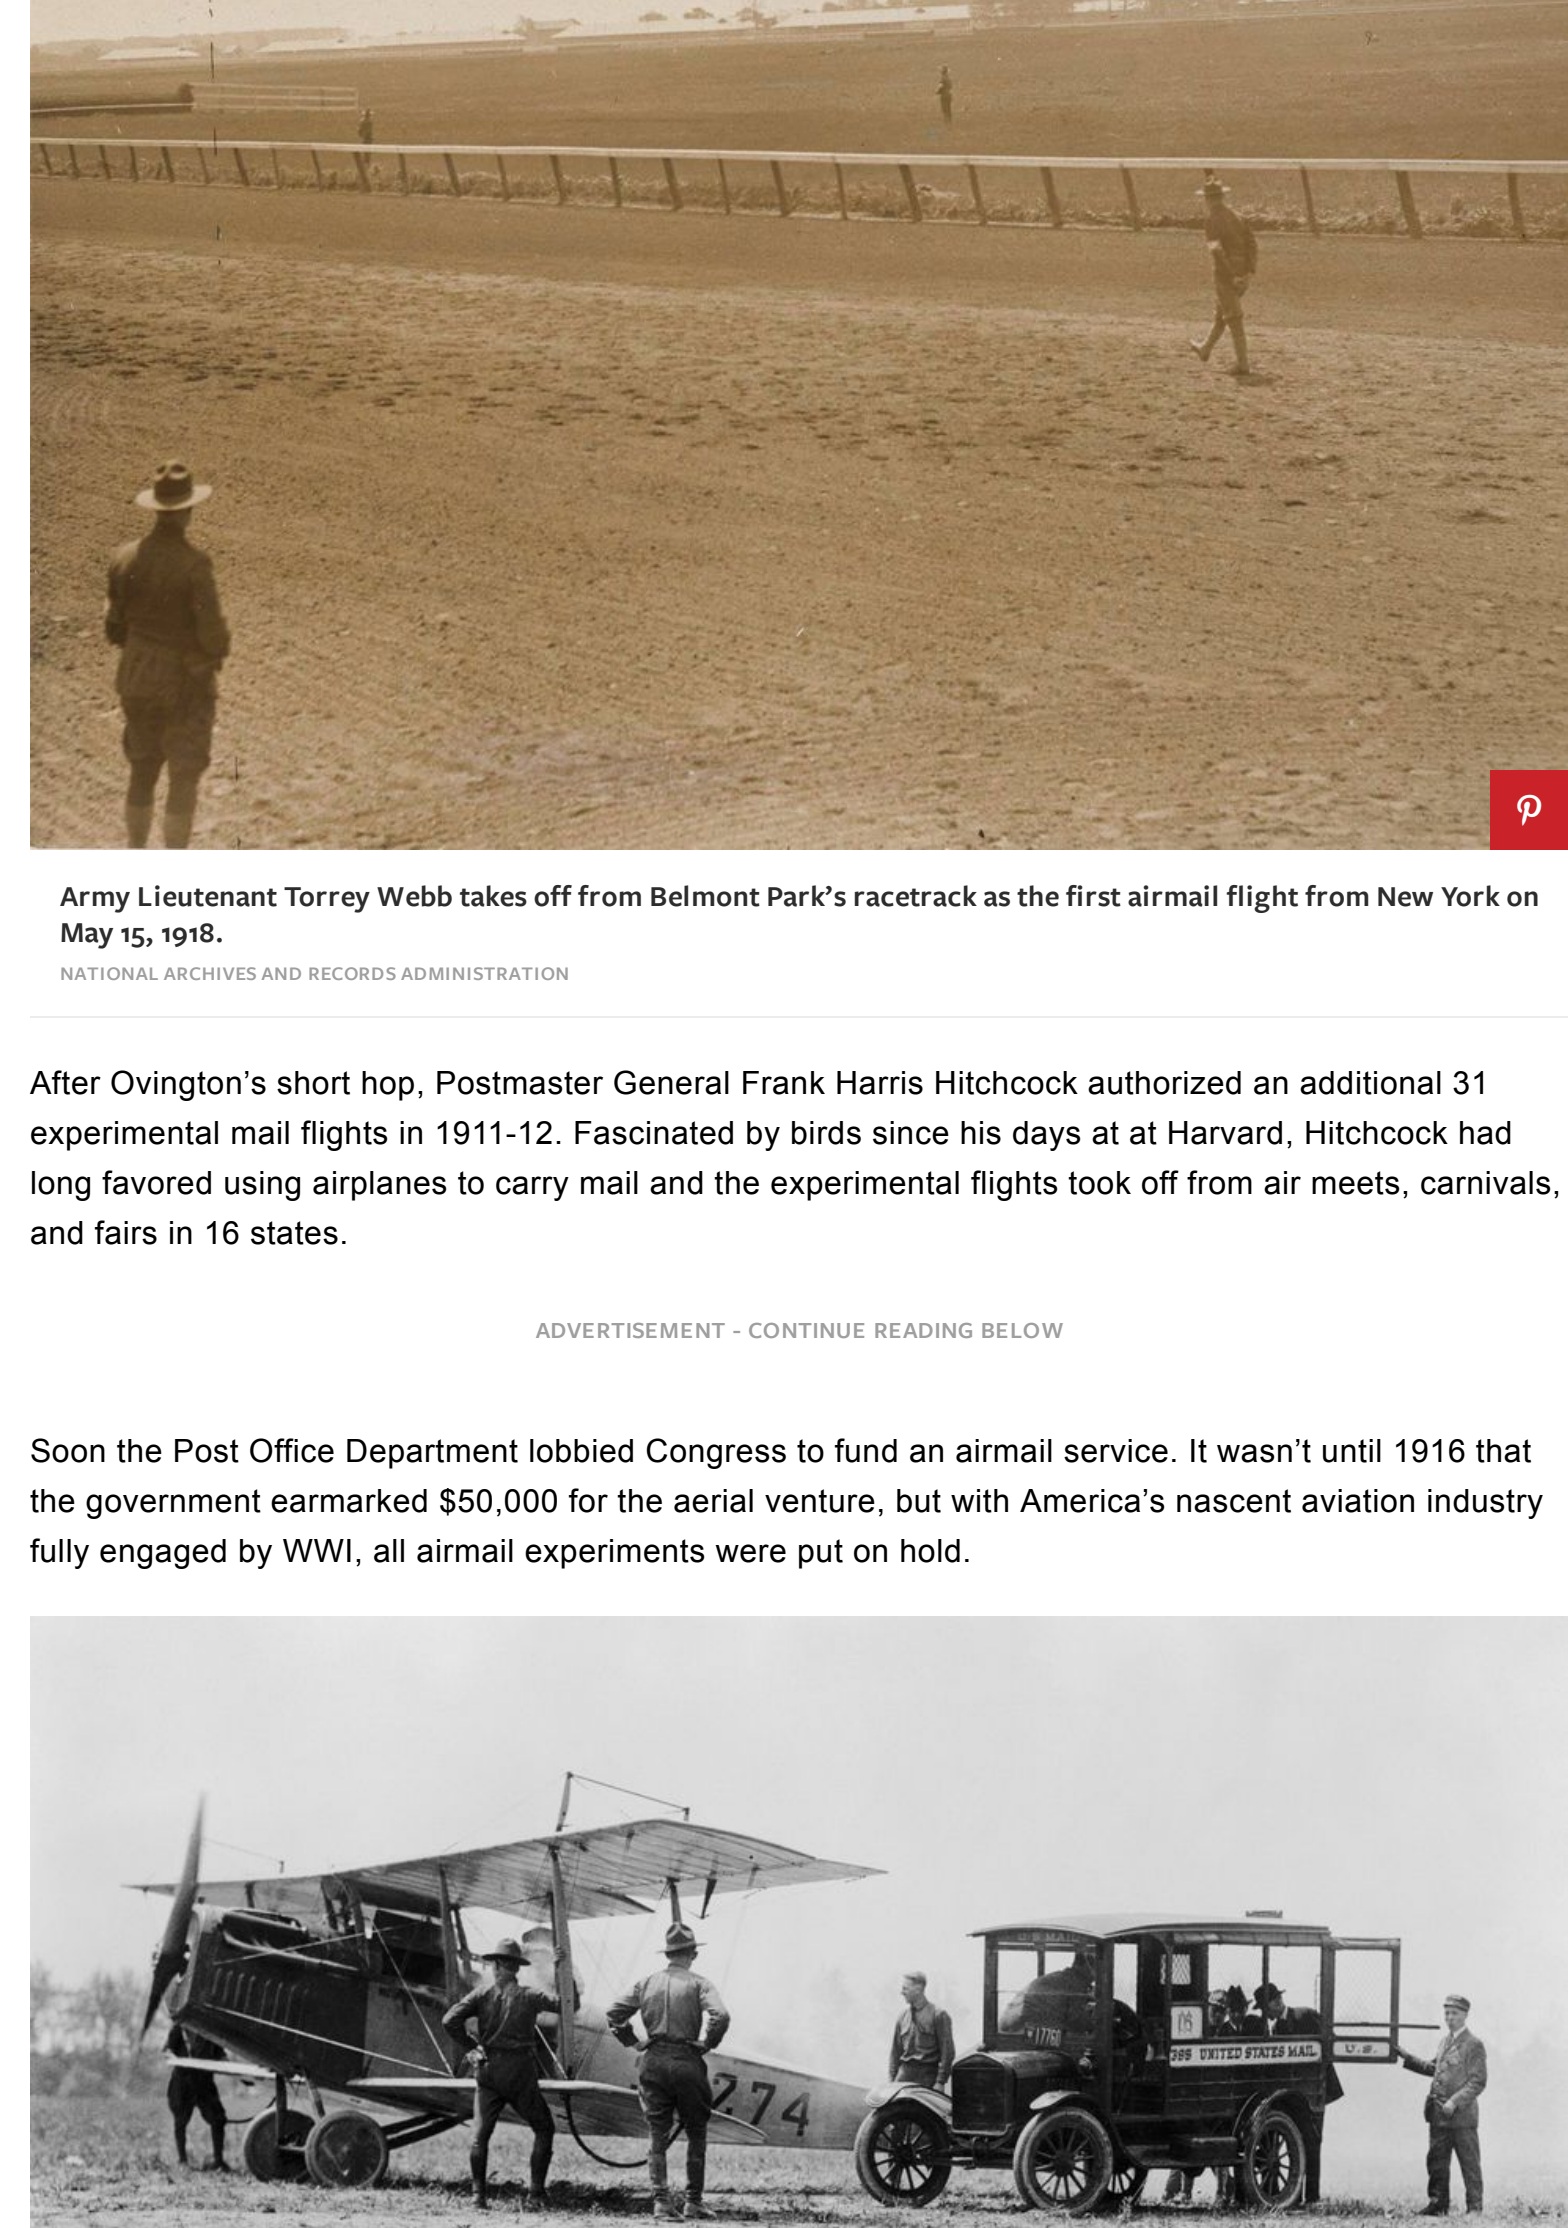 Army Lieutenant Torrey Webb takes off from Belmont Park’s racetrack as the first airmail flight from New York on
May 15, 1918.
NATIONAL ARCHIVES AND RECORDS ADMINISTRATION
After Ovington’s short hop, Postmaster General Frank Harris Hitchcock authorized an additional 31
experimental mail flights in 1911-12. Fascinated by birds since his days at at Harvard, Hitchcock had
long favored using airplanes to carry mail and the experimental flights took off from air meets, carnivals,
and fairs in 16 states.
ADVERTISEMENT - CONTINUE READING BELOW
Soon the Post Office Department lobbied Congress to fund an airmail service. It wasn’t until 1916 that
the government earmarked $50,000 for the aerial venture, but with America’s nascent aviation industry
fully engaged by WWI, all airmail experiments were put on hold.
U S MAIL
UNITED STATES MAIL
U.S.
274